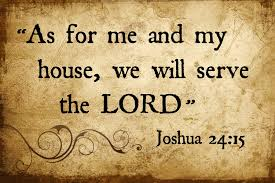 “As for me and my
house, we will serve
the LORD”
Joshua 24:15